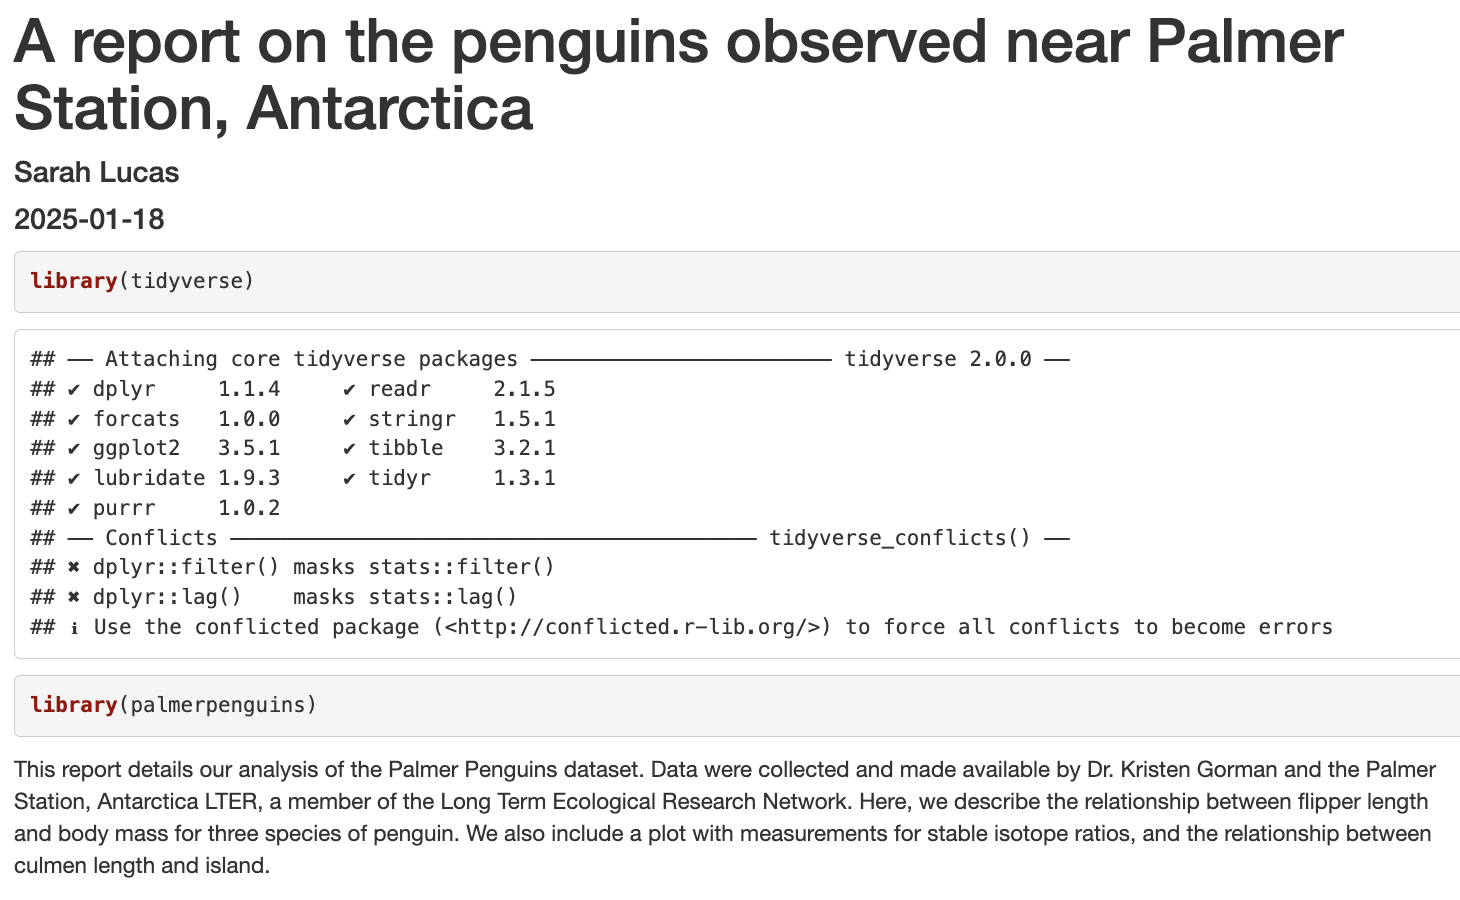 A report on the penguins observed near Palmer
Station, Antarctica
Sarah Lucas
2025-01-18
library(tidyverse)
## ── Attaching core tidyverse packages ──────────────────────── tidyverse 2.0.0 ──
## ✔ dplyr     1.1.4     ✔ readr     2.1.5
## ✔ forcats   1.0.0     ✔ stringr   1.5.1
## ✔ ggplot2   3.5.1     ✔ tibble    3.2.1
## ✔ lubridate 1.9.3     ✔ tidyr     1.3.1
## ✔ purrr     1.0.2
## ── Conflicts ────────────────────────────────────────── tidyverse_conflicts() ──
## ✖ dplyr::filter() masks stats::filter()
## ✖ dplyr::lag()    masks stats::lag()
## ℹ Use the conflicted package (<http://conflicted.r-lib.org/>) to force all conflicts to become errors
library(palmerpenguins)
This report details our analysis of the Palmer Penguins dataset. Data were collected and made available by Dr. Kristen Gorman and the Palmer
Station, Antarctica LTER, a member of the Long Term Ecological Research Network. Here, we describe the relationship between flipper length
and body mass for three species of penguin. We also include a plot with measurements for stable isotope ratios, and the relationship between
culmen length and island.